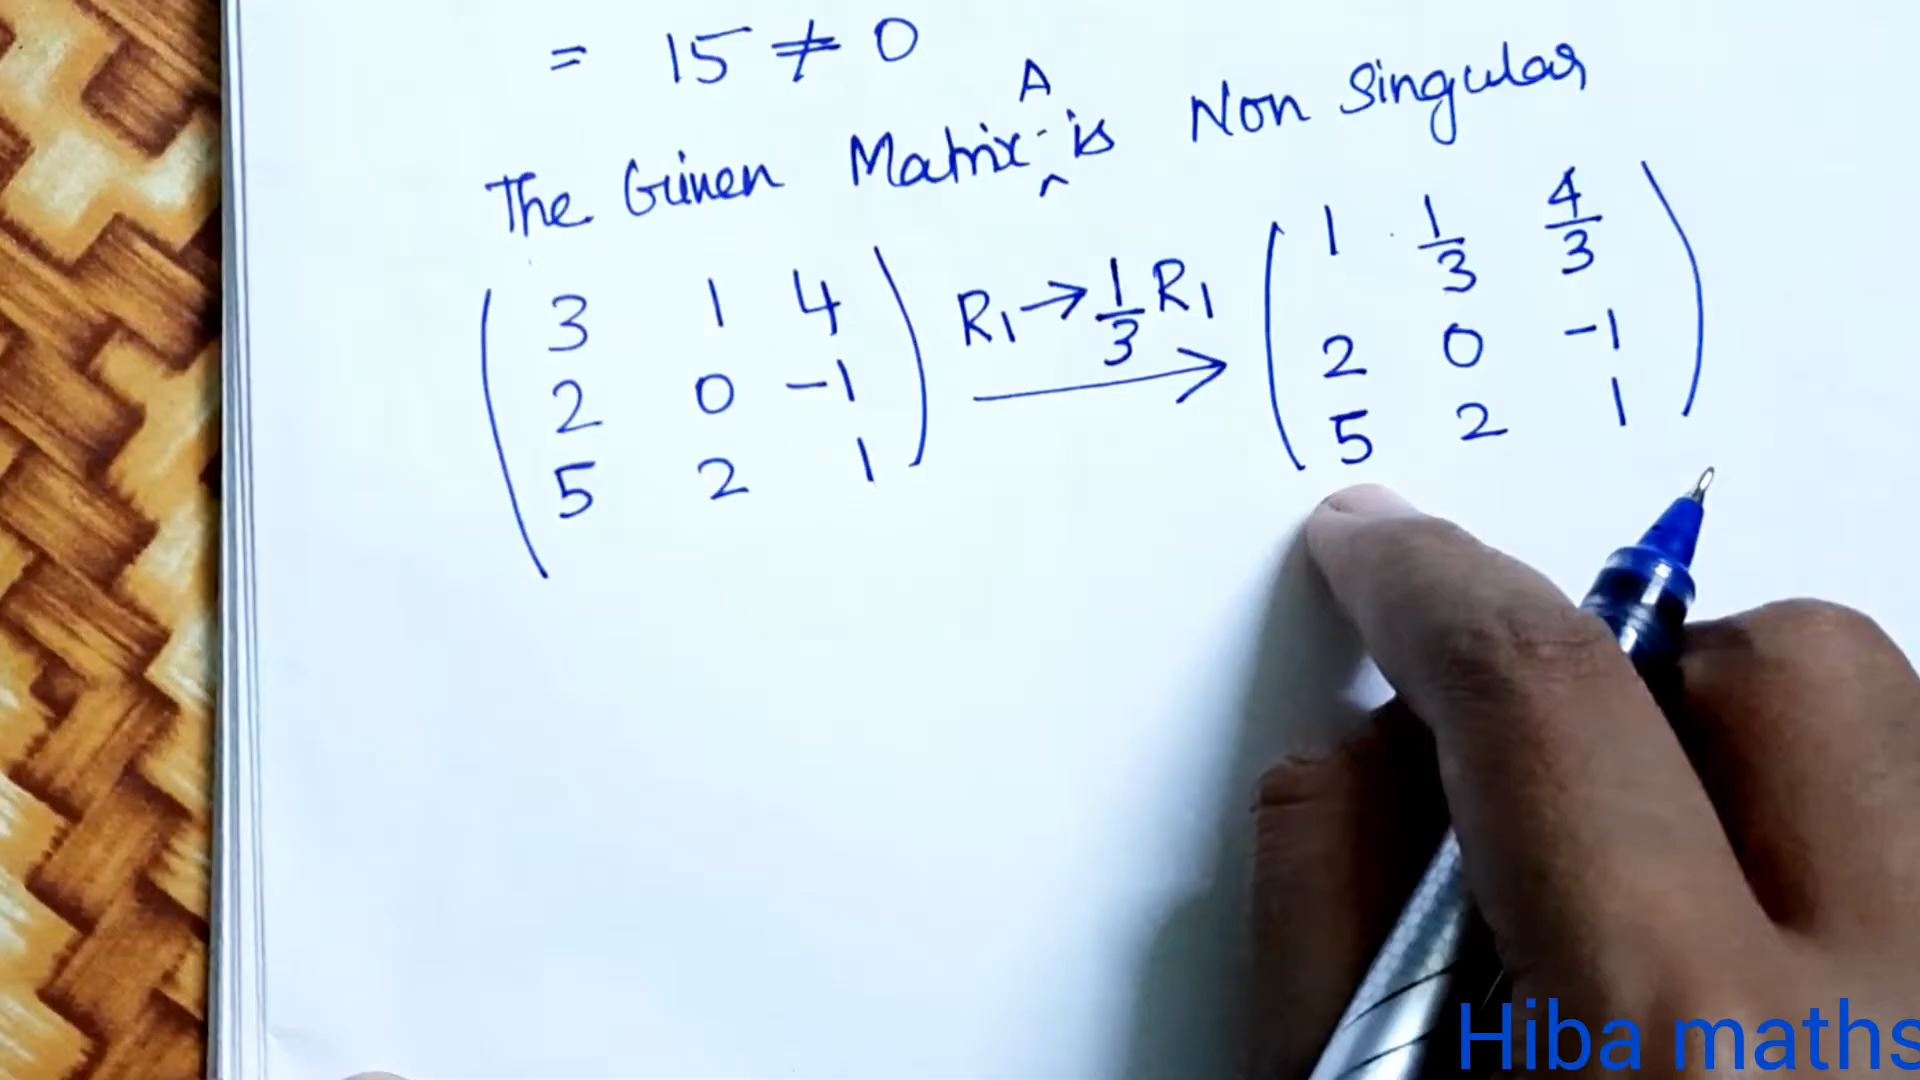 = 15 ≠ 0
A
The Given Matrix is Non Singular
3 1 4 R1 → 1/3 R1 1 1/3 4/3
2 0 -1 2 0 -1
5 2 1 5 2 1
Hiba maths